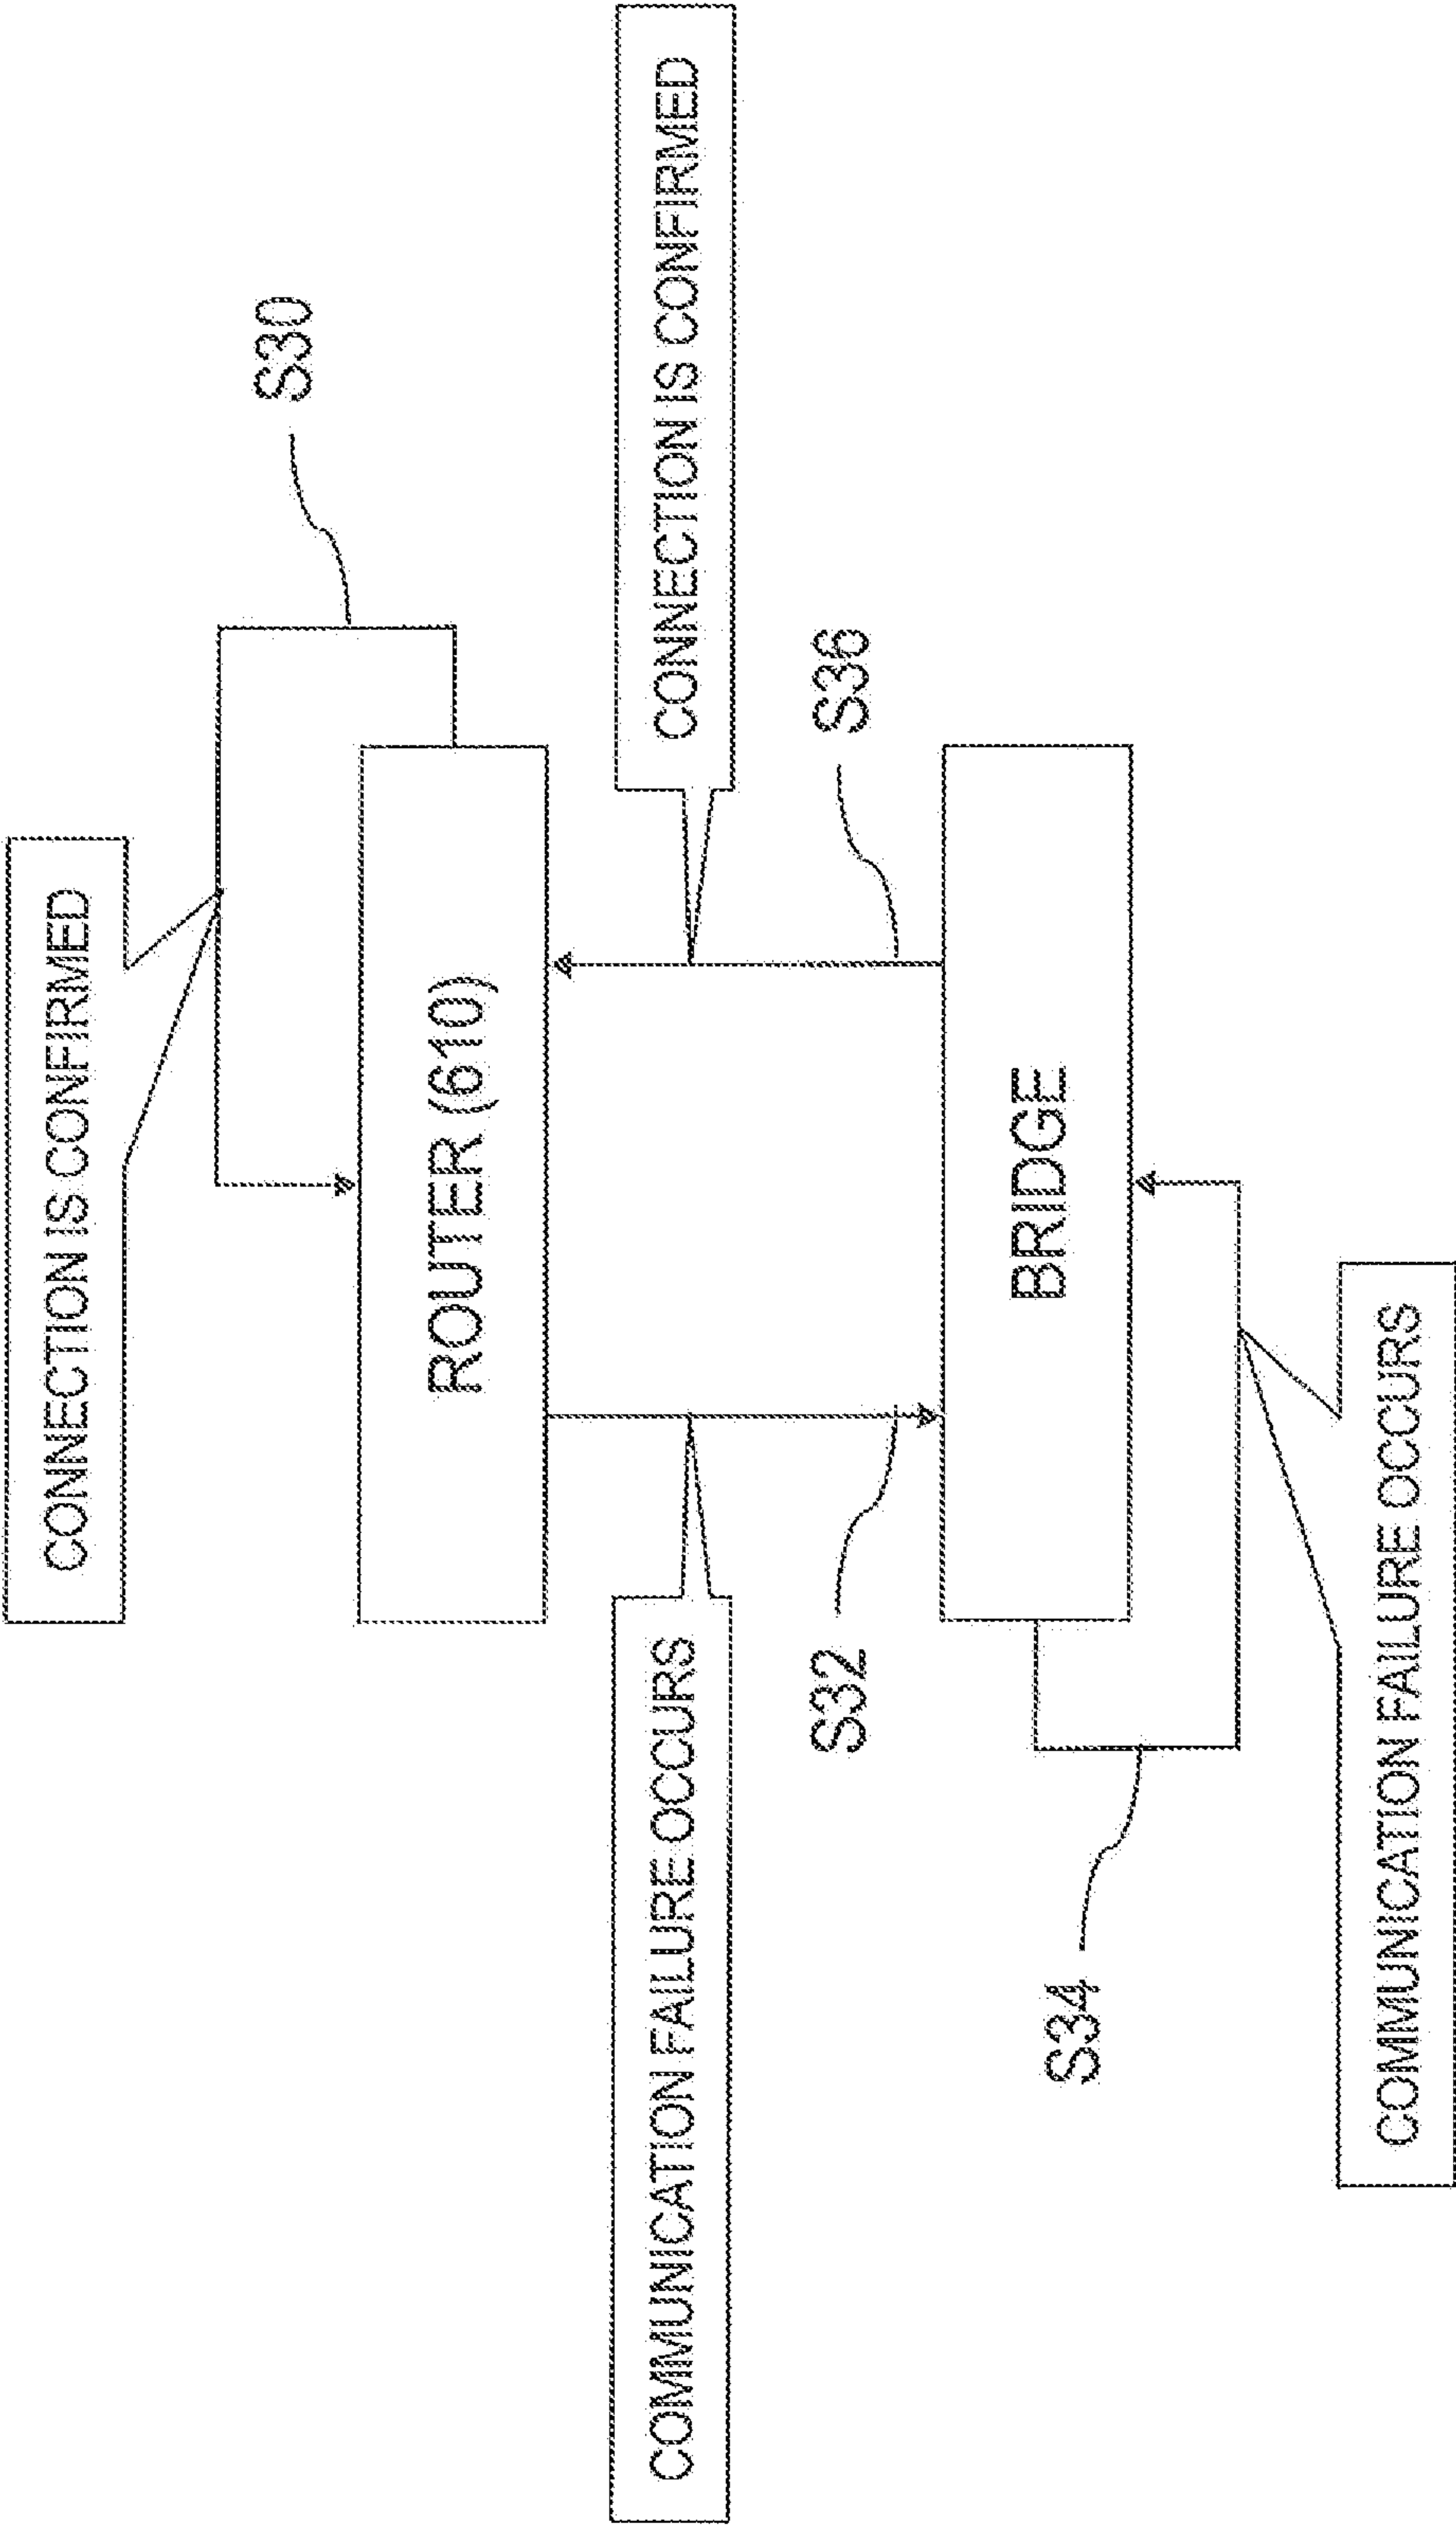 CONNECTION IS CONFIRMED
S30
ROUTER (610)
COMMUNICATION FAILURE OCCURS
CONNECTION IS CONFIRMED
S32
S36
BRIDGE
S34
COMMUNICATION FAILURE OCCURS